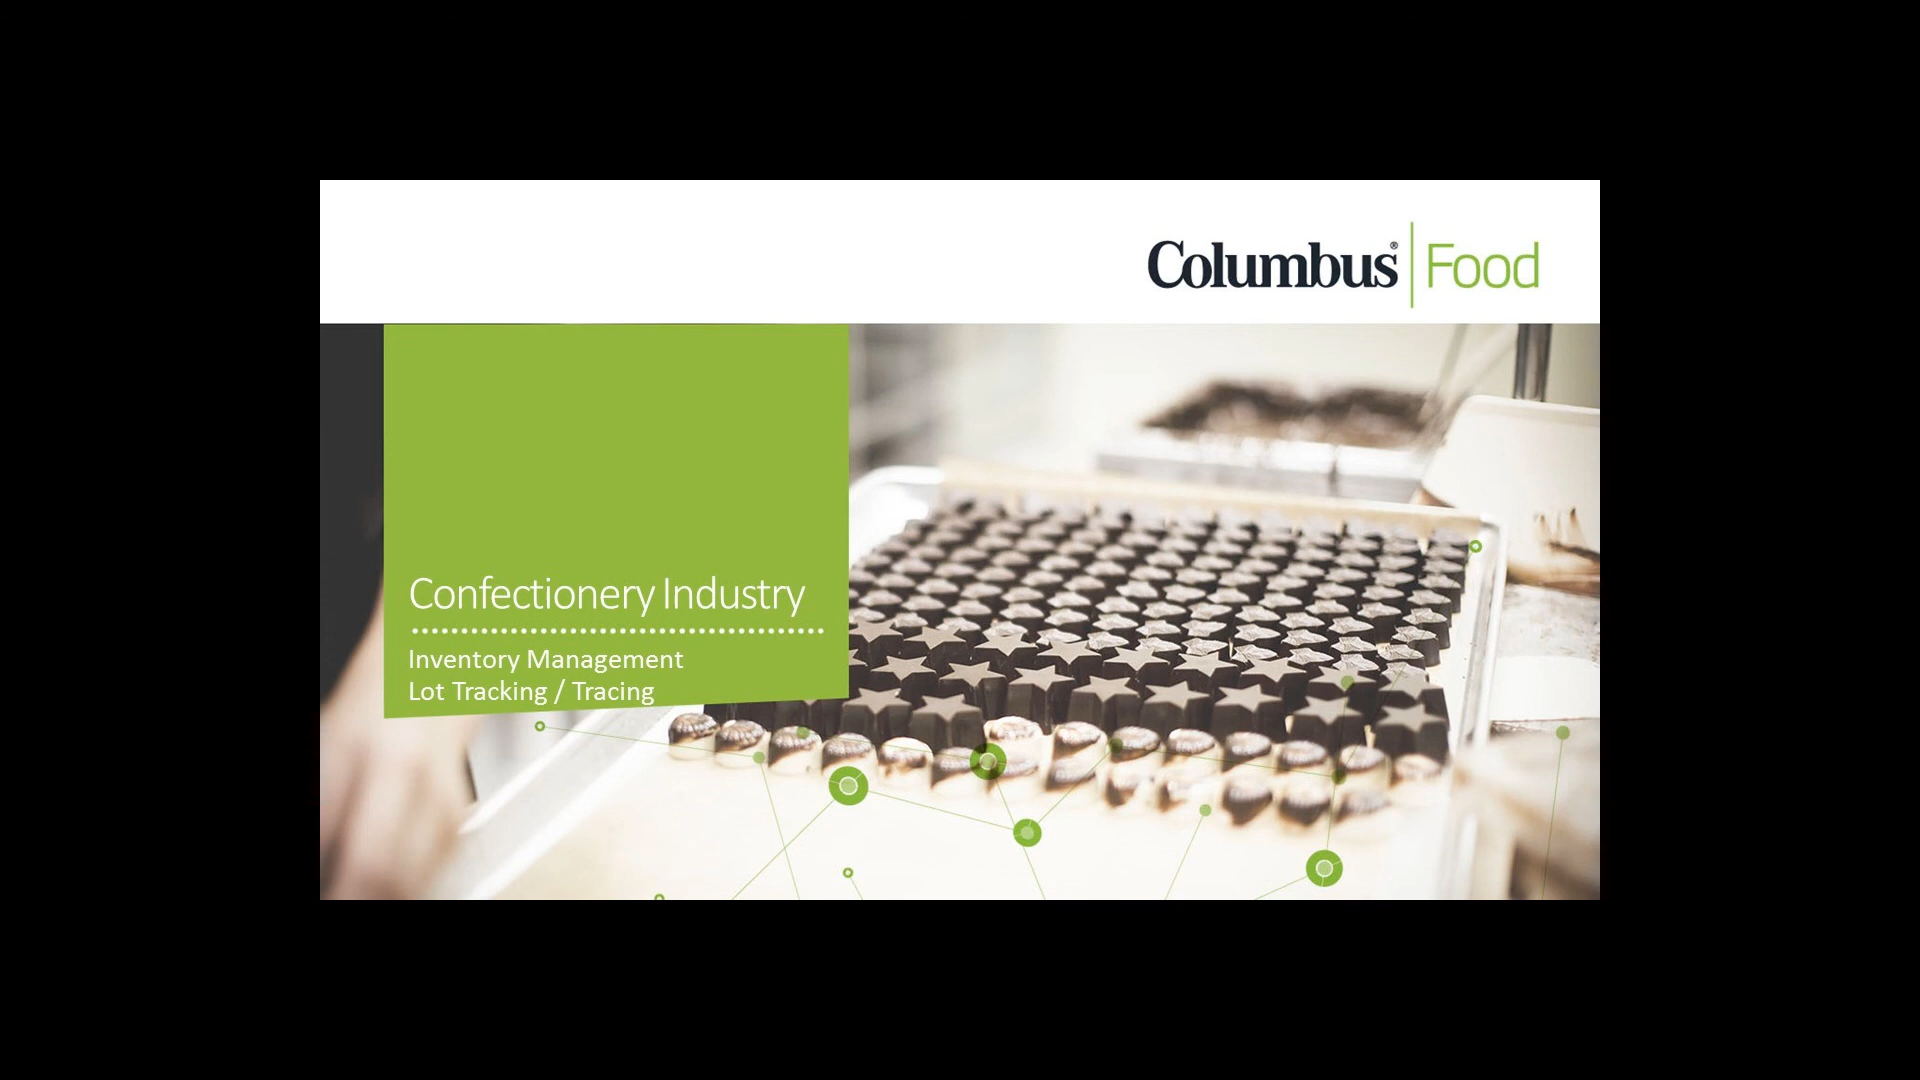 Columbus® Food
Confectionery Industry
Inventory Management
Lot Tracking / Tracing